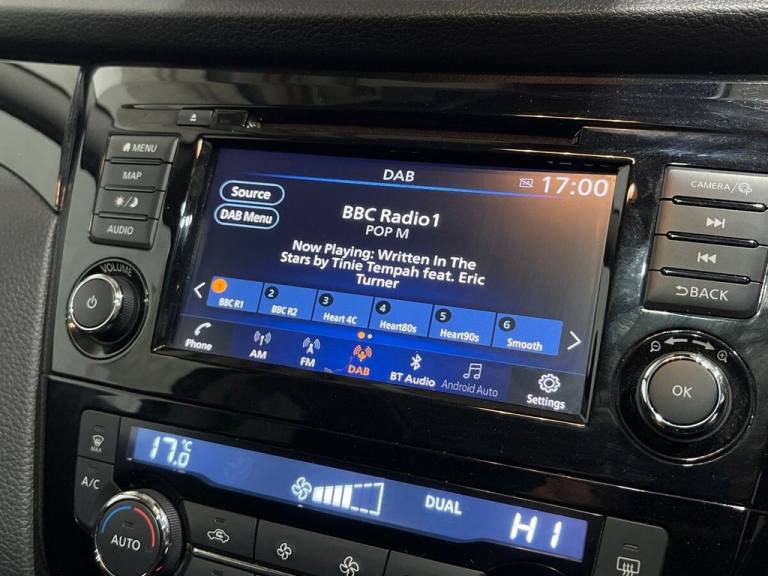 DAB
17:00
Source
DAB Menu
BBC Radio1
POP M
Now Playing: Written In The
Stars by Tinie Tempah feat. Eric
Turner
1 BBC R1
2 BBC R2
3 Heart 4C
4 Heart80s
5 Heart90s
6 Smooth
Phone
AM
FM
DAB
BT Audio
Android Auto
Settings
MENU
MAP
AUDIO
VOLUME
CAMERA/
BACK
OK
MAX
A/C
AUTO
17.0 °C
DUAL
HI